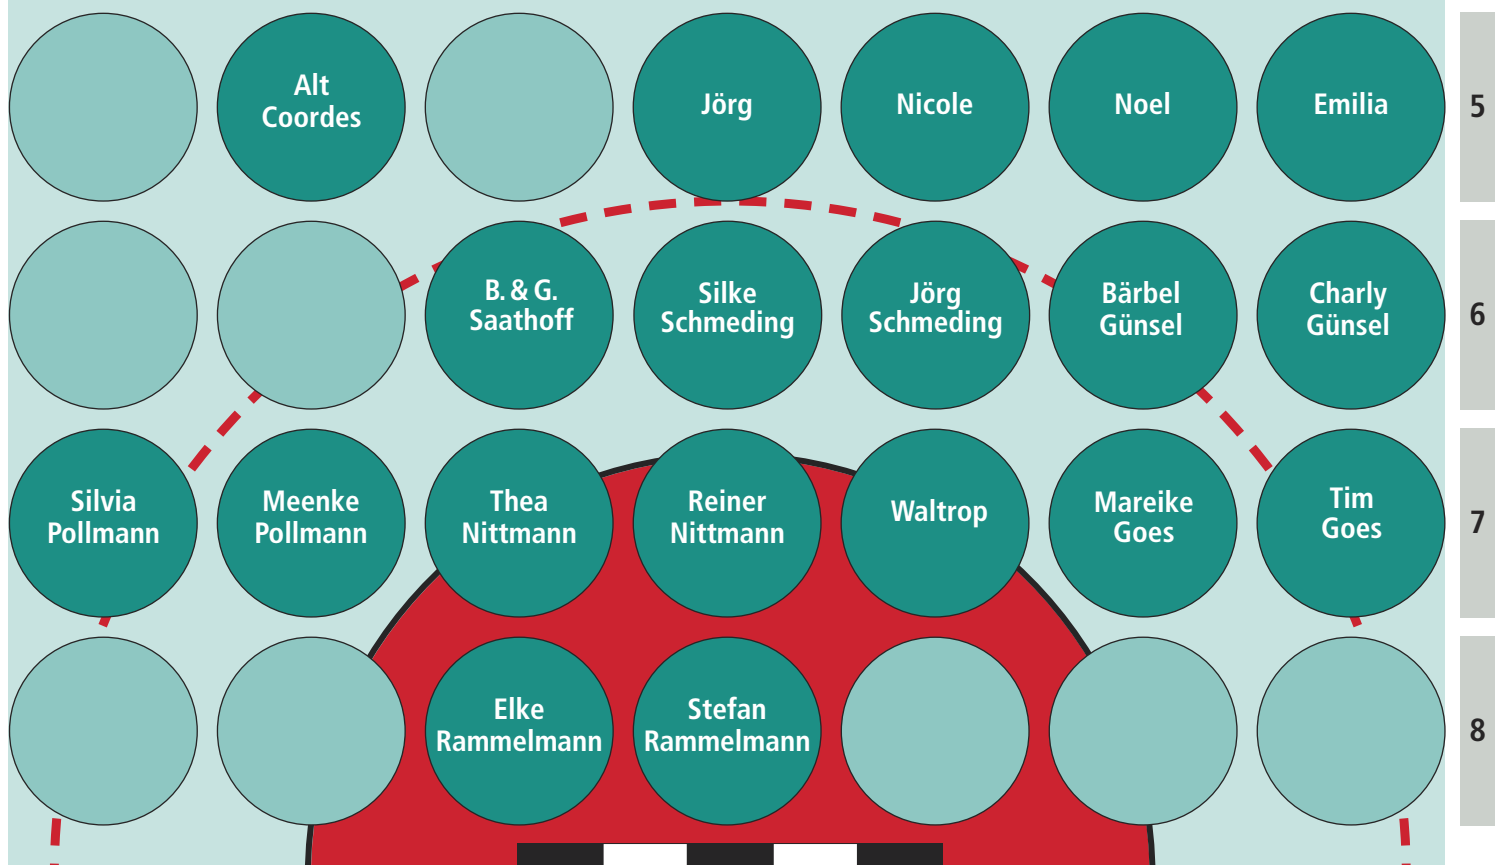 Alt
Coordes
Jörg
Nicole
Noel
Emilia
5
B. & G.
Saathoff
Silke
Schmeding
Jörg
Schmeding
Bärbel
Günsel
Charly
Günsel
6
Silvia
Pollmann
Meenke
Pollmann
Thea
Nittmann
Reiner
Nittmann
Waltrop
Mareike
Goes
Tim
Goes
7
Elke
Rammelmann
Stefan
Rammelmann
8